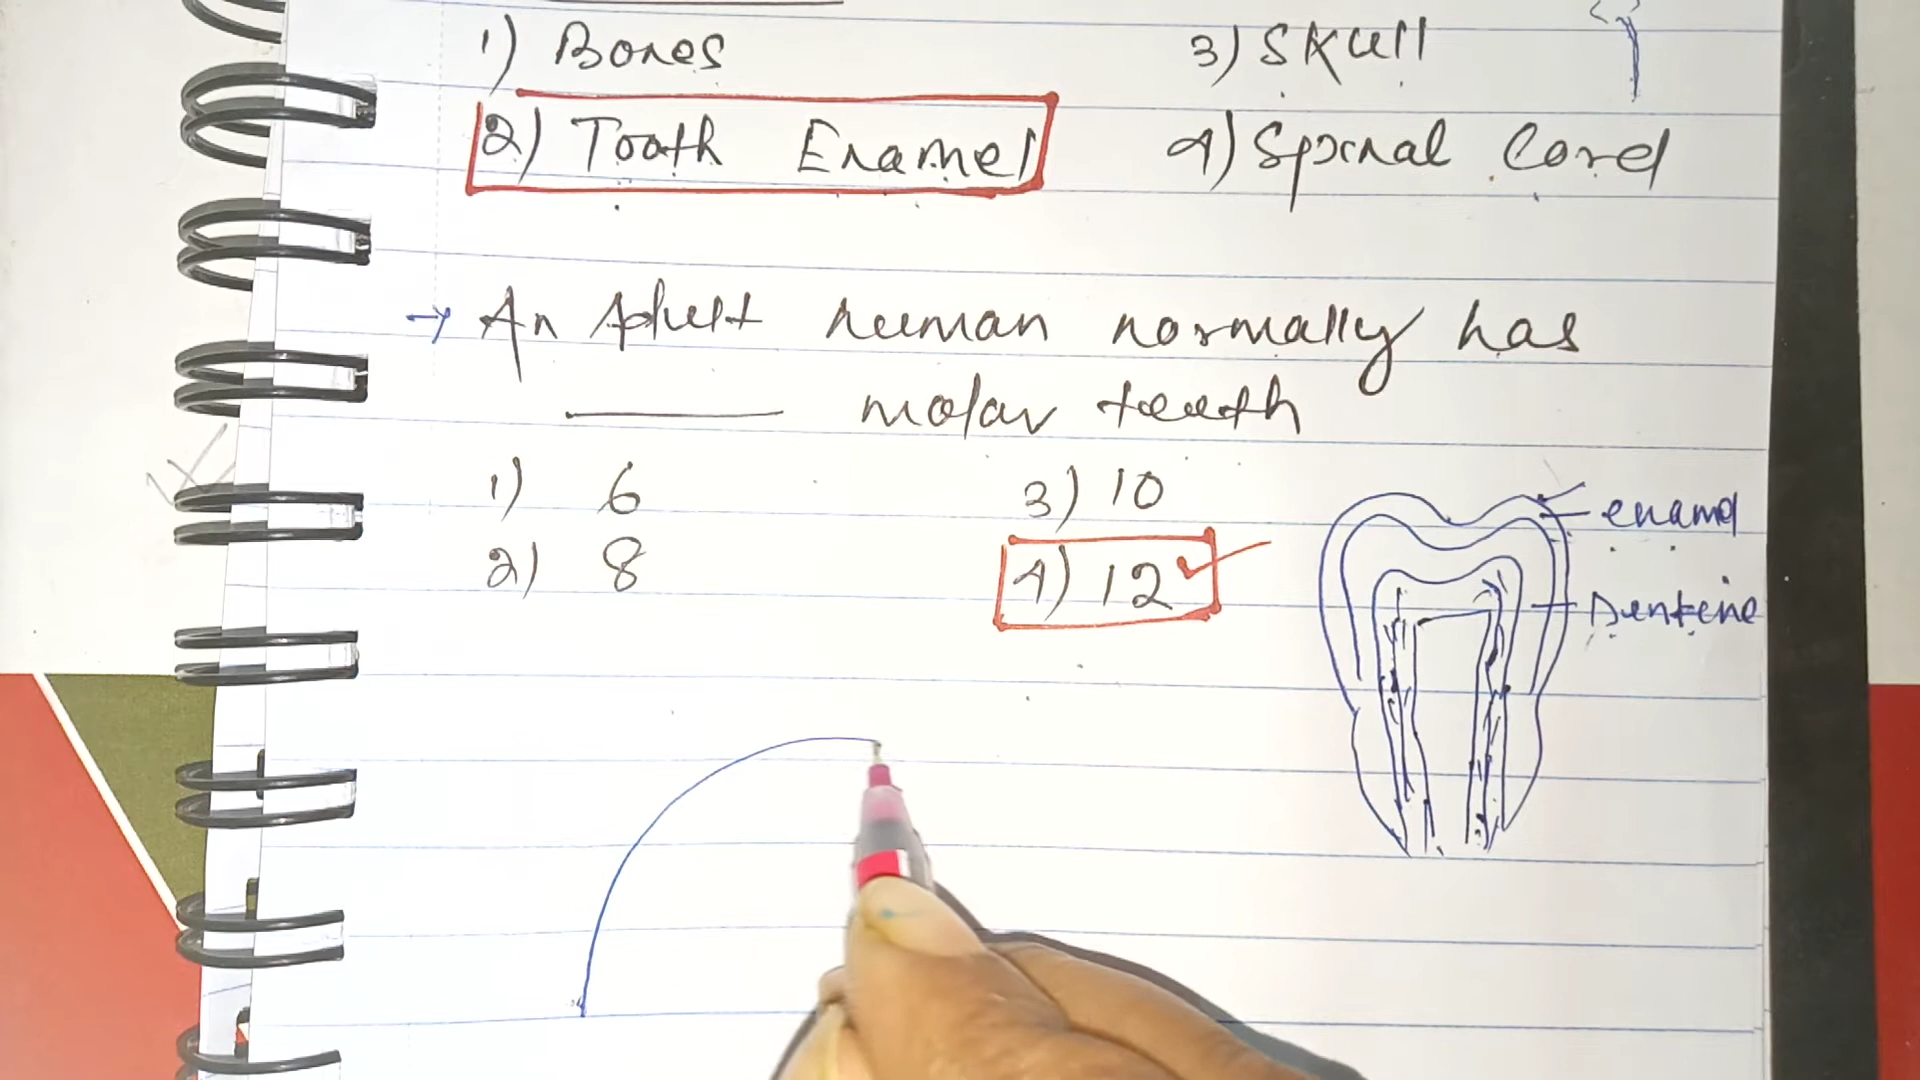 1) Bones
3) Skull
2) Tooth Enamel
4) Spinal Cord
→ An Adult human normally has
_____ molar teeth
1) 6
3) 10
2) 8
4) 12 ✓
enamel
Dentine